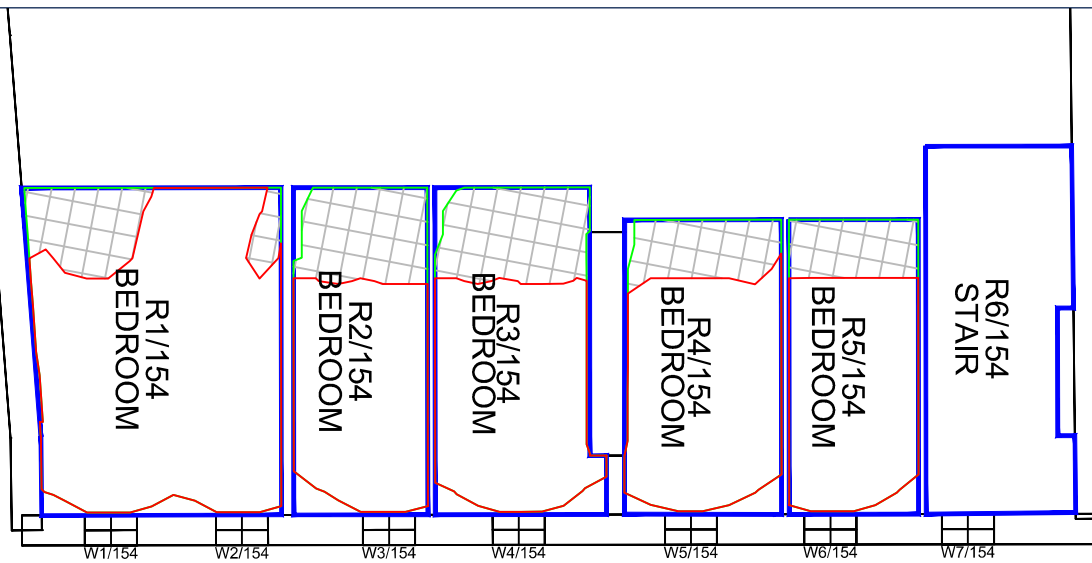 R1/154
BEDROOM
R2/154
BEDROOM
R3/154
BEDROOM
R4/154
BEDROOM
R5/154
BEDROOM
R6/154
STAIR
W1/154
W2/154
W3/154
W4/154
W5/154
W6/154
W7/154